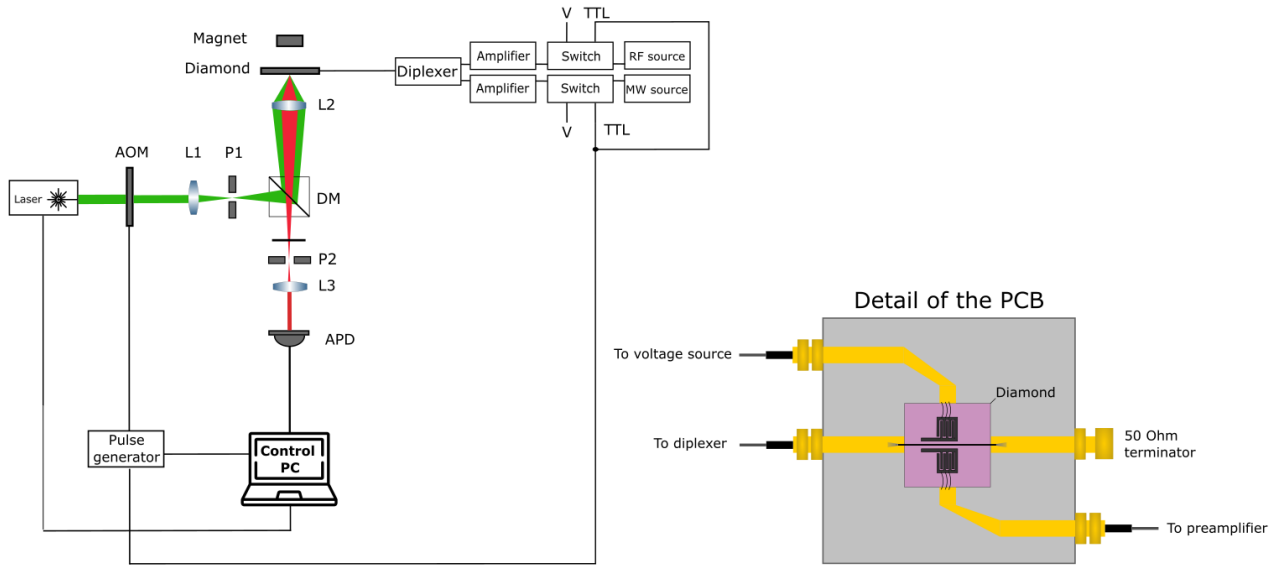 Magnet
Diamond
V TTL
Diplexer
Amplifier
Switch
RF source
Amplifier
Switch
MW source
V
TTL
L2
AOM
L1
P1
Laser
DM
P2
L3
APD
Pulse
generator
Control
PC
Detail of the PCB
To voltage source
Diamond
To diplexer
50 Ohm
terminator
To preamplifier